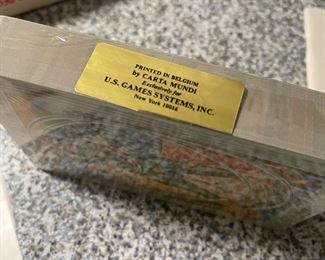 PRINTED IN BELGIUM
by CARTA MUNDI
Exclusively for
U.S. GAMES SYSTEMS, INC.
New York 10016